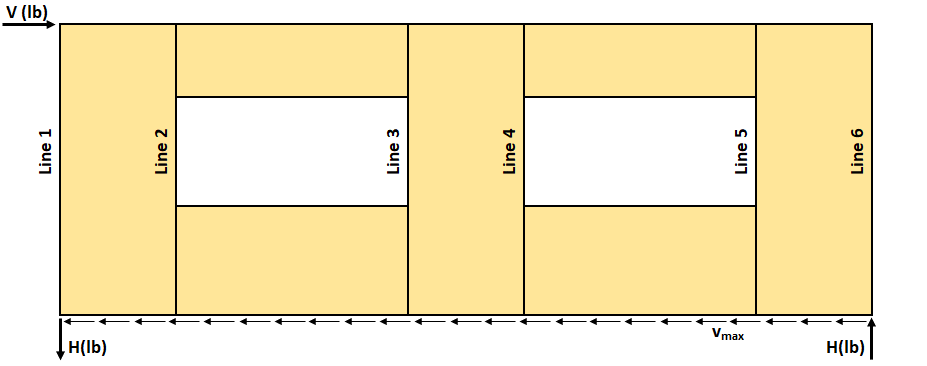 V (lb)
Line 1
Line 2
Line 3
Line 4
Line 5
Line 6
vmax
H(lb)
H(lb)